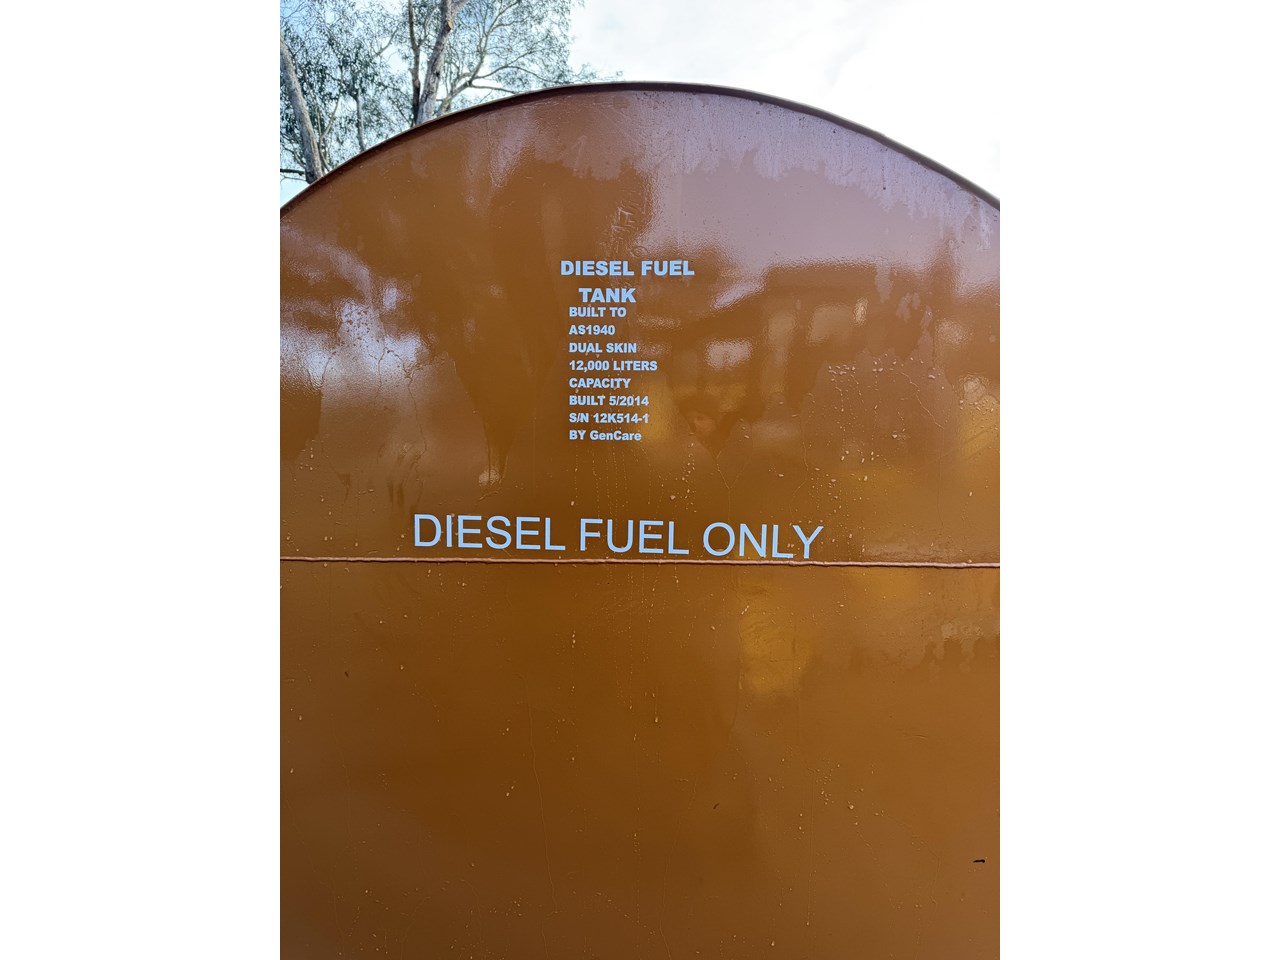 DIESEL FUEL
TANK
BUILT TO
AS1940
DUAL SKIN
12,000 LITERS
CAPACITY
BUILT 5/2014
S/N 12K514-1
BY GenCare
DIESEL FUEL ONLY